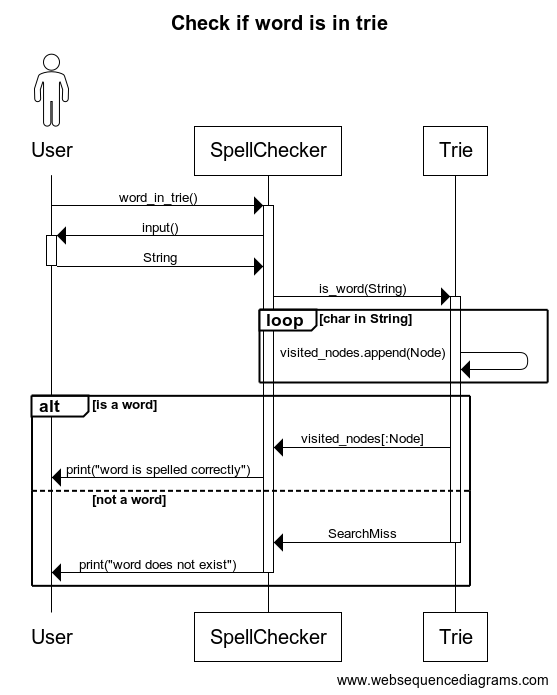 Check if word is in trie
User
SpellChecker
Trie
word_in_trie()
input()
String
is_word(String)
loop
[char in String]
visited_nodes.append(Node)
alt
[is a word]
visited_nodes[:Node]
print("word is spelled correctly")
[not a word]
SearchMiss
print("word does not exist")
User
SpellChecker
Trie
www.websequencediagrams.com